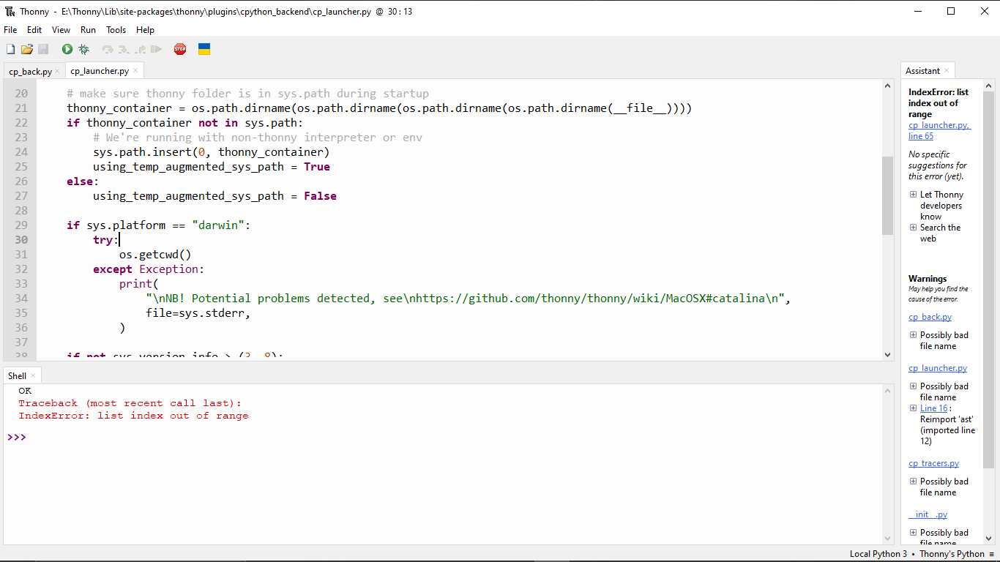 Thonny - E:\Thonny\Lib\site-packages\thonny\plugins\cpython_backend\cp_launcher.py @ 30:13
File Edit View Run Tools Help
STOP
cp_back.py
cp_launcher.py
20 # make sure thonny folder is in sys.path during startup
21 thonny_container = os.path.dirname(os.path.dirname(os.path.dirname(os.path.dirname(__file__))))
22 if thonny_container not in sys.path:
23 # We're running with non-thonny interpreter or env
24 sys.path.insert(0, thonny_container)
25 using_temp_augmented_sys_path = True
26 else:
27 using_temp_augmented_sys_path = False
28
29 if sys.platform == "darwin":
30 try:
31 os.getcwd()
32 except Exception:
33 print(
34 "\nNB! Potential problems detected, see\nhttps://github.com/thonny/thonny/wiki/MacOSX#catalina\n",
35 file=sys.stderr,
36 )
37
38 if not sys.version_info > (3, 8):
Shell
OK
Traceback (most recent call last):
IndexError: list index out of range
>>>
Assistant
IndexError: list
index out of
range
cp_launcher.py,
line 65
No specific
suggestions for
this error (yet).
Let Thonny
developers
know
Search the
web
Warnings
May help you find the
cause of the error.
cp_back.py
Possibly bad
file name
cp_launcher.py
Possibly bad
file name
Line 16 :
Reimport 'ast'
(imported line
12)
cp_tracers.py
Possibly bad
file name
__init__.py
Possibly bad
file name
Local Python 3 • Thonny's Python ≡